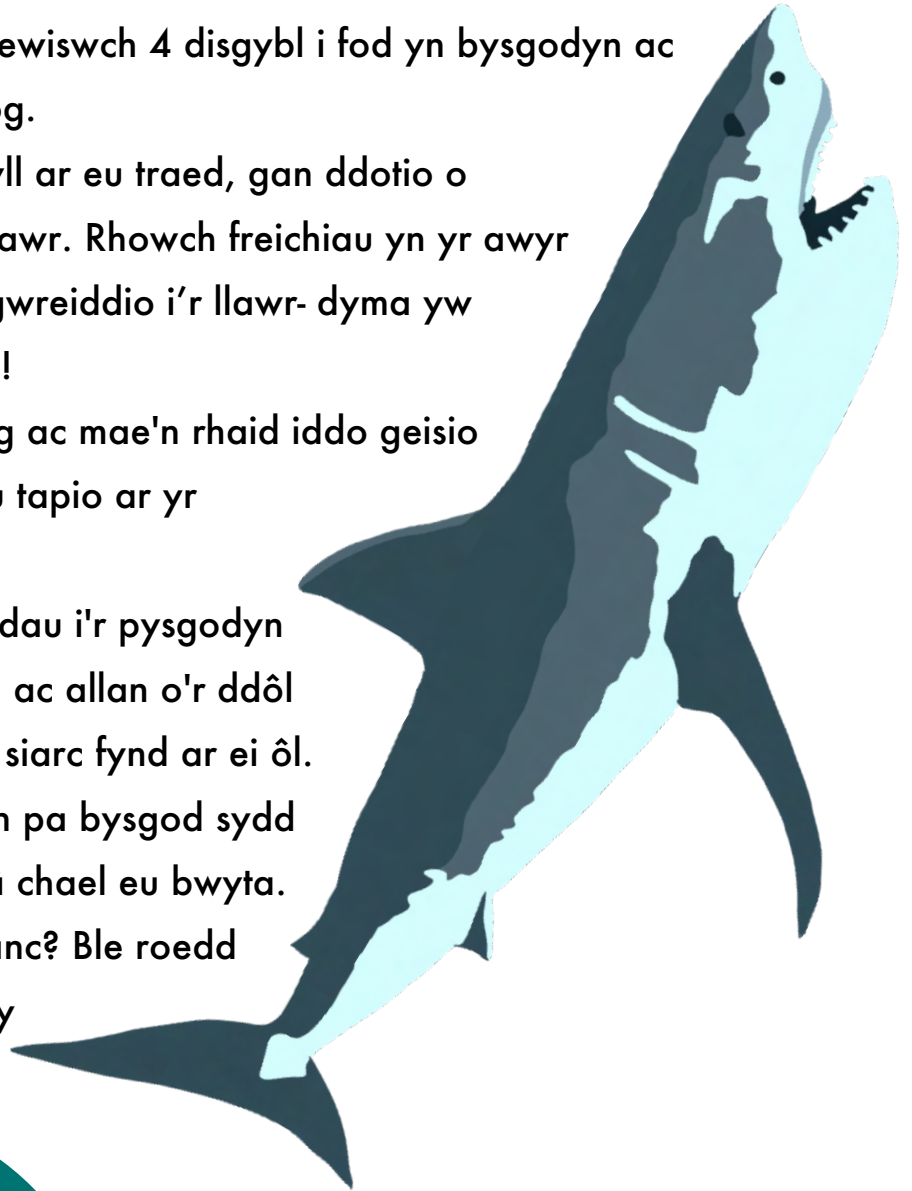 ewiswch 4 disgybl i fod yn bysgodyn ac
g.
ll ar eu traed, gan ddotio o
awr. Rhowch freichiau yn yr awyr
gwreiddio i’r llawr- dyma yw
!
g ac mae'n rhaid iddo geisio
tapio ar yr
dau i'r pysgodyn
ac allan o'r ddôl
siarc fynd ar ei ôl.
pa bysgod sydd
chael eu bwyta.
nc? Ble roedd
y